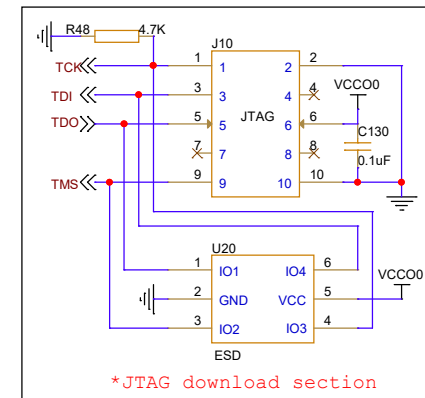 R48 4.7K
J10
TCK 1 1 2 2
VCCO0
TDI 3 3 4 4
TDO 5 5 JTAG 6 6
C130
7 7 8 8
0.1uF
TMS 9 9 10 10
U20
1 IO1 IO4 6
VCCO0
2 GND VCC 5
3 IO2 IO3 4
ESD
*JTAG download section